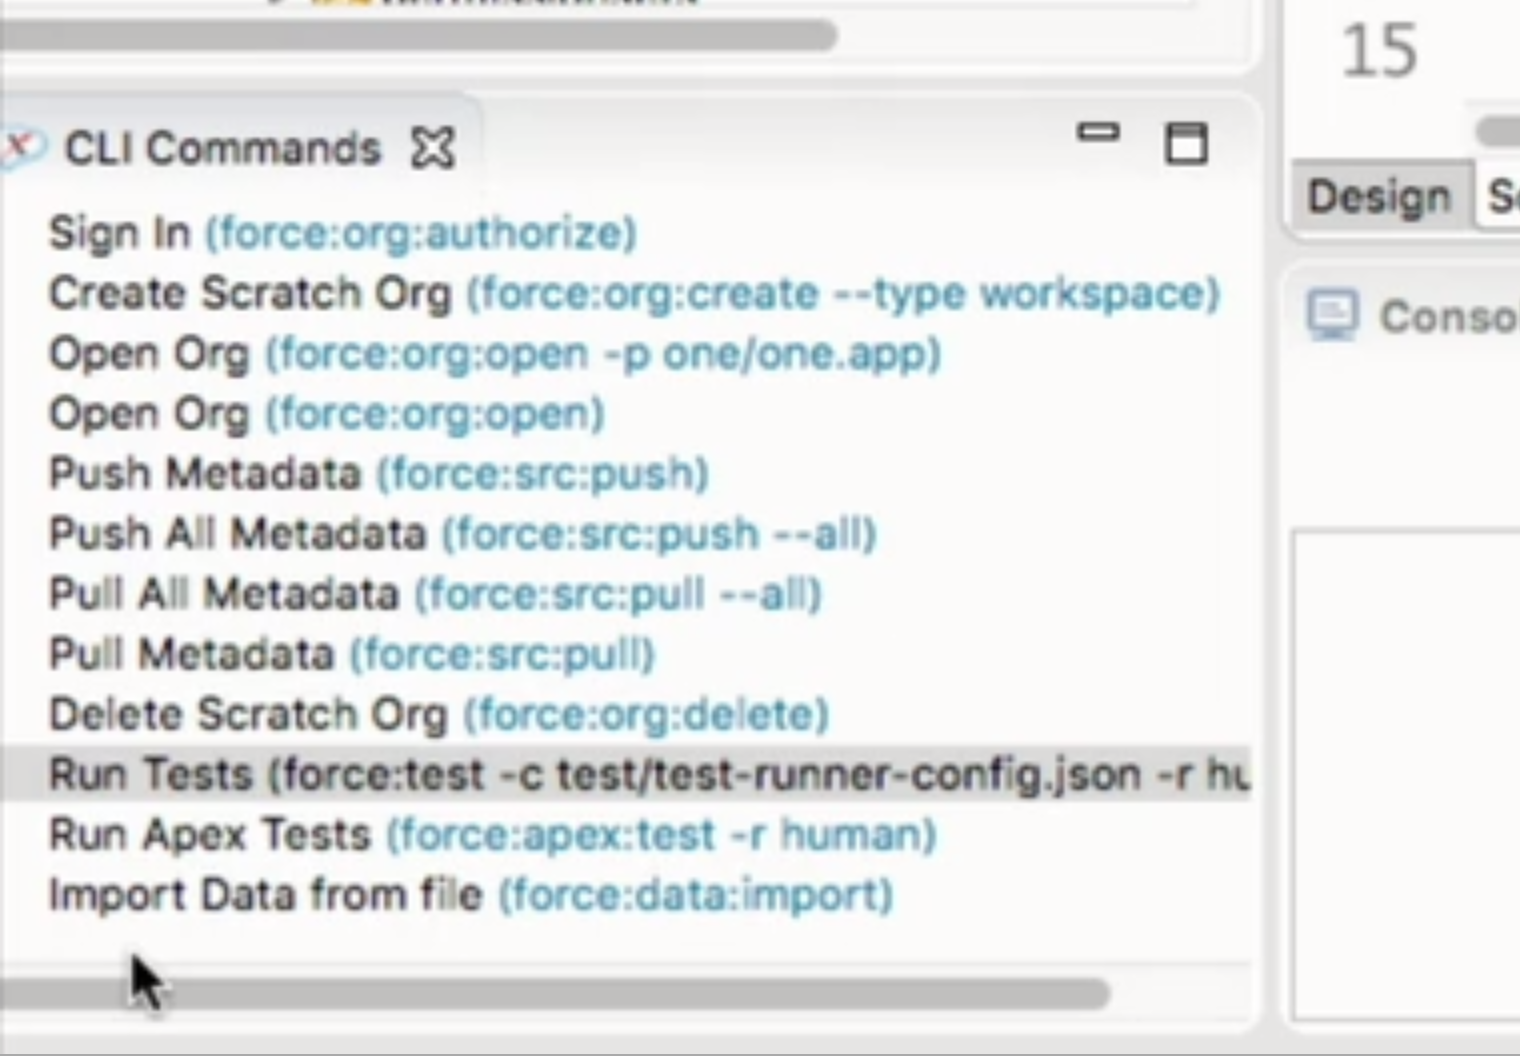 15
CLI Commands
Design
Sign In (force:org:authorize)
Create Scratch Org (force:org:create --type workspace)
Open Org (force:org:open -p one/one.app)
Open Org (force:org:open)
Push Metadata (force:src:push)
Push All Metadata (force:src:push --all)
Pull All Metadata (force:src:pull --all)
Pull Metadata (force:src:pull)
Delete Scratch Org (force:org:delete)
Run Tests (force:test -c test/test-runner-config.json -r hu
Run Apex Tests (force:apex:test -r human)
Import Data from file (force:data:import)
Conso